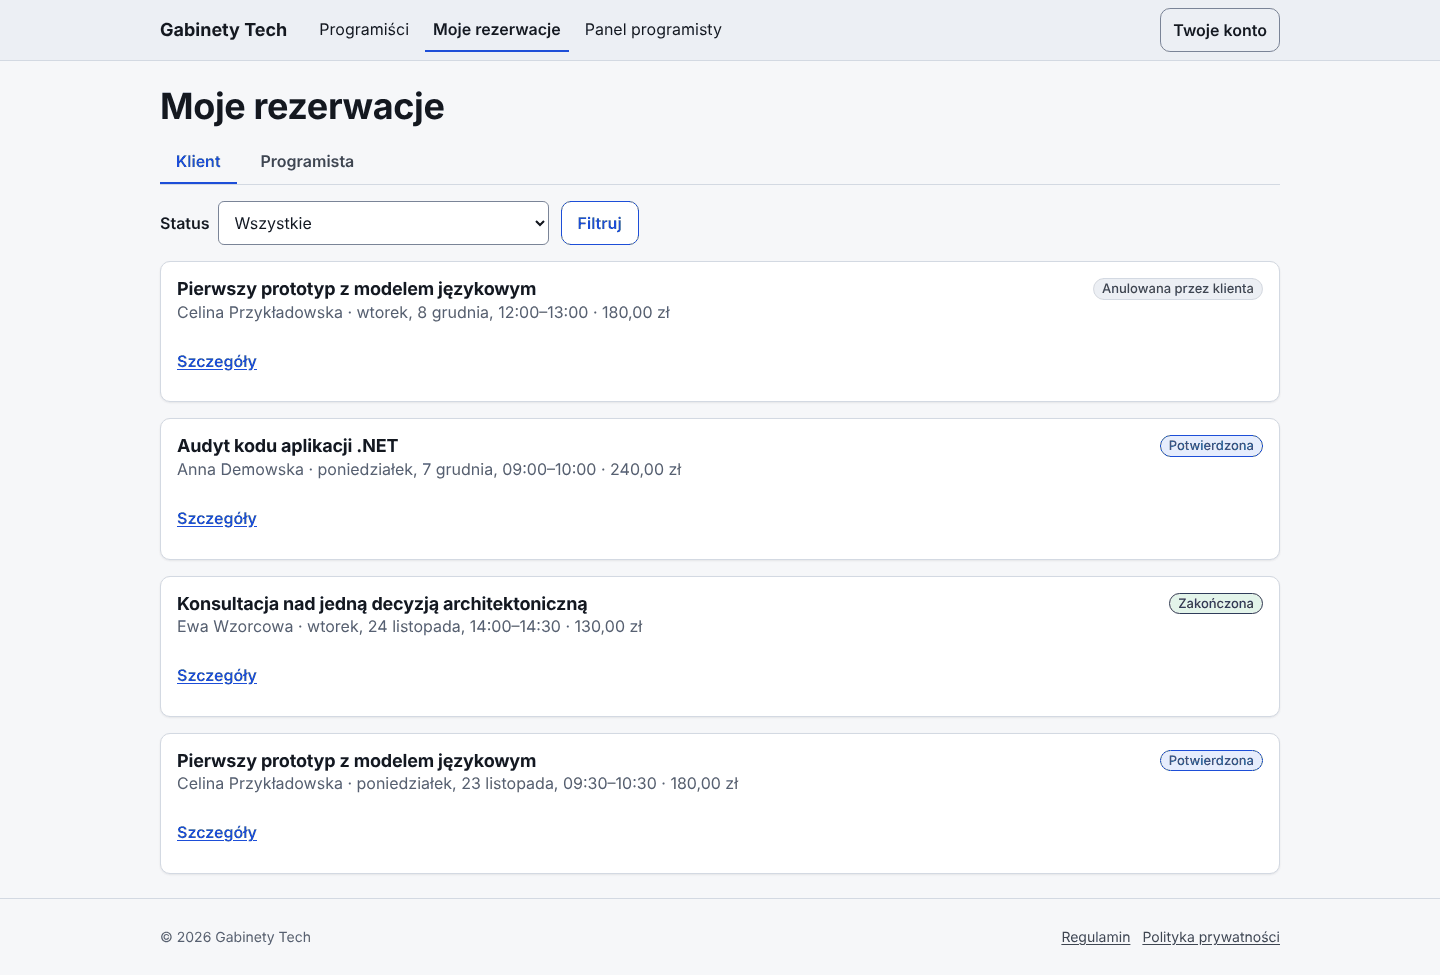 Gabinety Tech Programiści Moje rezerwacje Panel programisty Twoje konto
Moje rezerwacje
Klient Programista
Status Wszystkie Filtruj
Pierwszy prototyp z modelem językowym Anulowana przez klienta
Celina Przykładowska · wtorek, 8 grudnia, 12:00–13:00 · 180,00 zł
Szczegóły
Audyt kodu aplikacji .NET Potwierdzona
Anna Demowska · poniedziałek, 7 grudnia, 09:00–10:00 · 240,00 zł
Szczegóły
Konsultacja nad jedną decyzją architektoniczną Zakończona
Ewa Wzorcowa · wtorek, 24 listopada, 14:00–14:30 · 130,00 zł
Szczegóły
Pierwszy prototyp z modelem językowym Potwierdzona
Celina Przykładowska · poniedziałek, 23 listopada, 09:30–10:30 · 180,00 zł
Szczegóły
© 2026 Gabinety Tech Regulamin Polityka prywatności